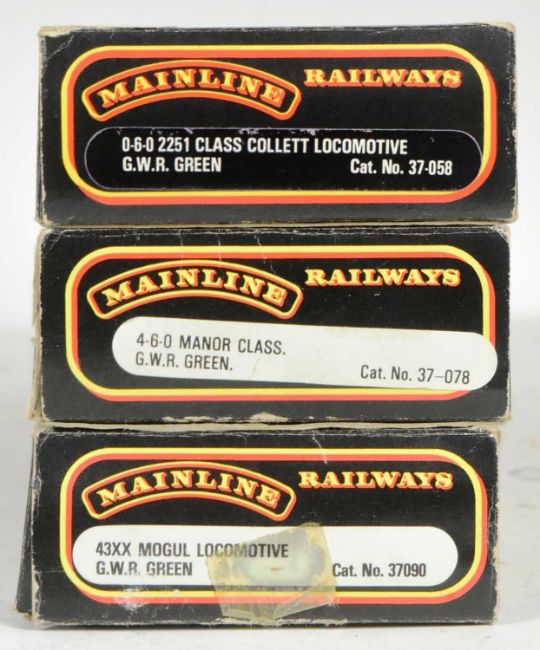 MAINLINE RAILWAYS
0-6-0 2251 CLASS COLLETT LOCOMOTIVE
G.W.R. GREEN Cat. No. 37-058
MAINLINE RAILWAYS
4-6-0 MANOR CLASS.
G.W.R. GREEN. Cat. No. 37-078
MAINLINE RAILWAYS
43XX MOGUL LOCOMOTIVE
G.W.R. GREEN Cat. No. 37090